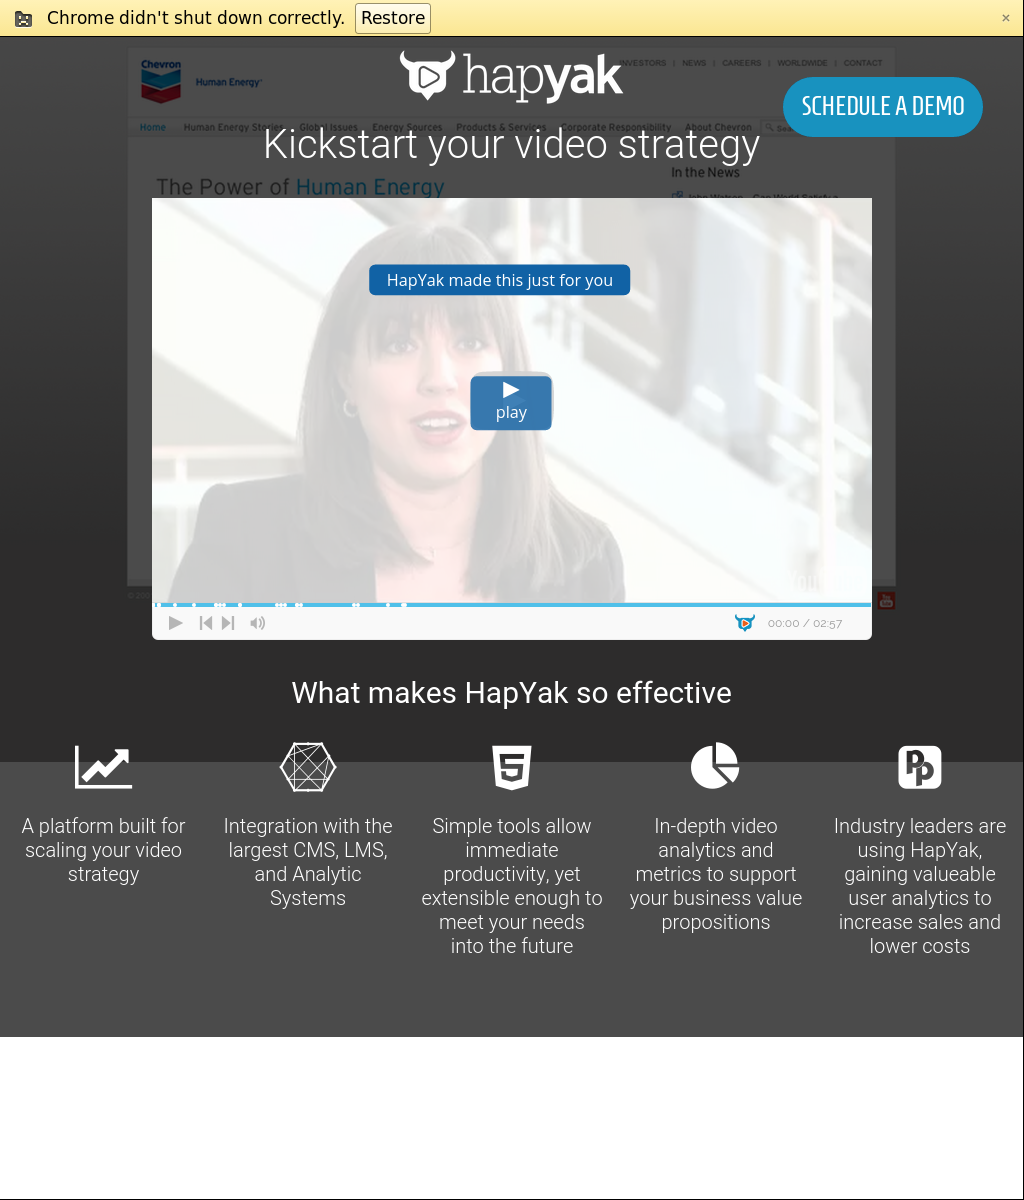 Chrome didn't shut down correctly. Restore ×
hapyak
INVESTORS | NEWS | CAREERS | WORLDWIDE | CONTACT
Chevron
Human Energy
SCHEDULE A DEMO
Home Human Energy Stories Global Issues Energy Sources Products & Services Corporate Responsibility About Chevron
Kickstart your video strategy
In the News
The Power of Human Energy
HapYak made this just for you
play
You
00:00 / 02:57
What makes HapYak so effective
A platform built for
scaling your video
strategy
Integration with the
largest CMS, LMS,
and Analytic
Systems
Simple tools allow
immediate
productivity, yet
extensible enough to
meet your needs
into the future
In-depth video
analytics and
metrics to support
your business value
propositions
Industry leaders are
using HapYak,
gaining valueable
user analytics to
increase sales and
lower costs